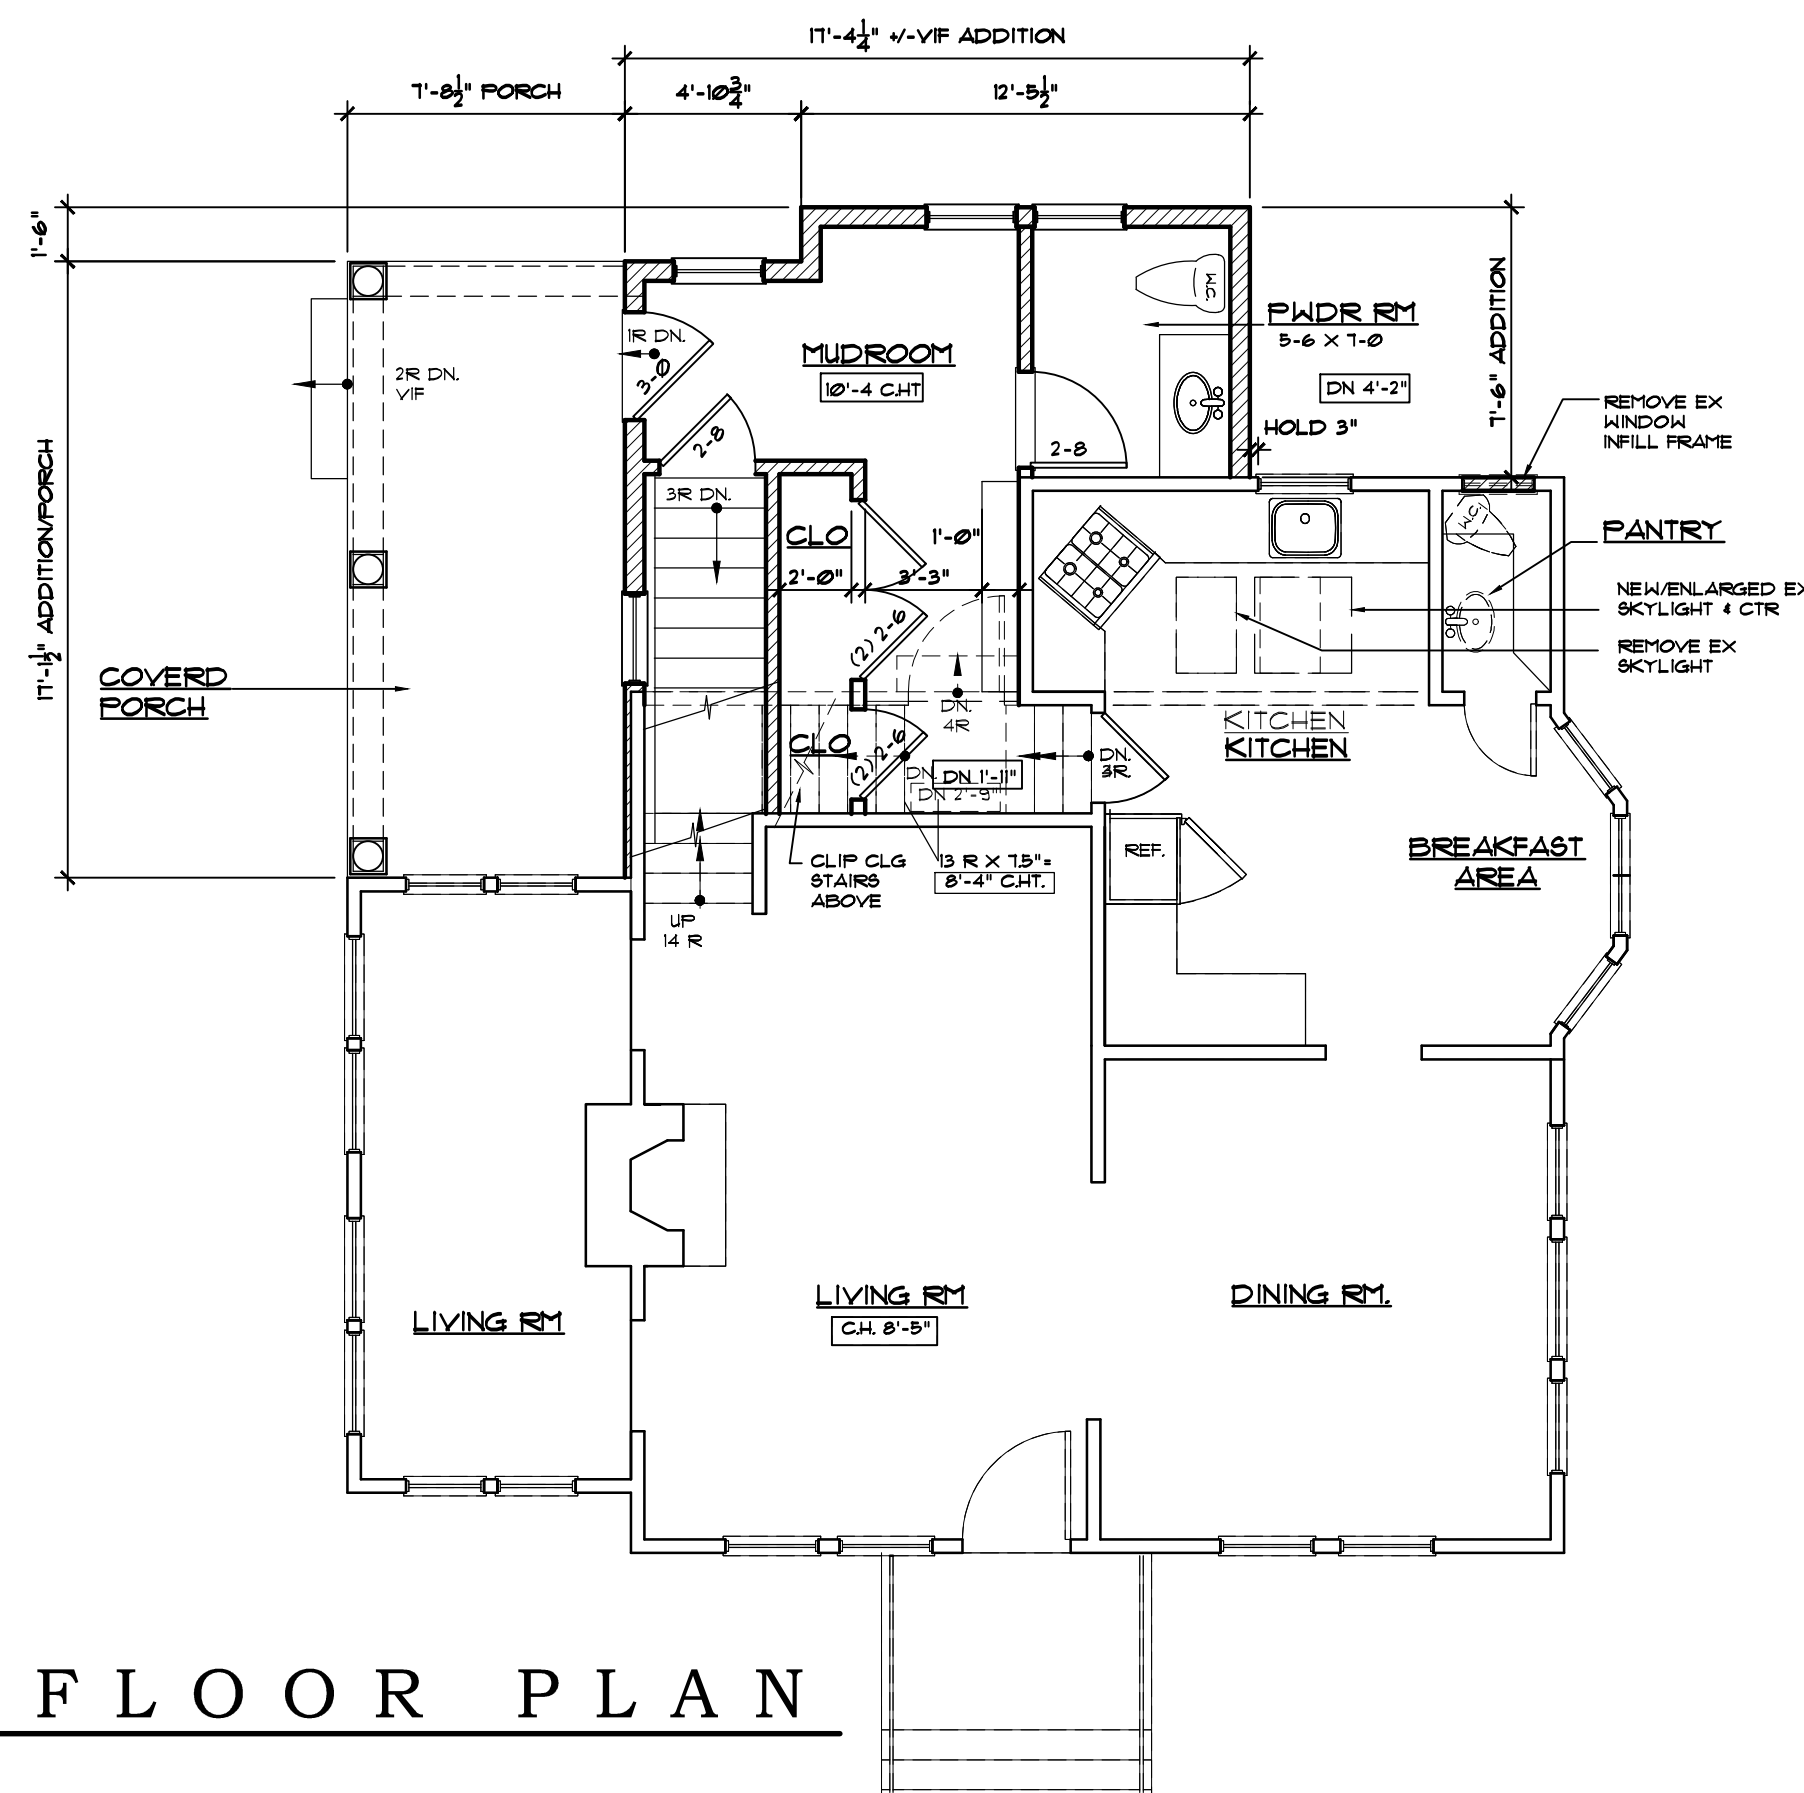 17'-4 1/4" +/-VIF ADDITION
7'-8 1/2" PORCH
4'-10 3/4"
12'-5 1/2"
1'-6"
17'-1 1/2" ADDITION/PORCH
7'-6" ADDITION
1R DN.
3-0
2R DN.
VIF
MUDROOM
10'-4 C.HT
W.C.
PWDR RM
5-6 X 7-0
DN 4'-2"
HOLD 3"
REMOVE EX
WINDOW
INFILL FRAME
2-8
2-8
3R DN.
CLO
1'-0"
2'-0"
3'-3"
W.C.
PANTRY
NEW/ENLARGED EX
SKYLIGHT & CTR
REMOVE EX
SKYLIGHT
(2) 2-6
COVERD
PORCH
DN.
4R
KITCHEN
KITCHEN
CLO
(2) 2-6
DN.
DN 1'-11"
DN 2'-9"
DN.
3R.
REF.
BREAKFAST
AREA
CLIP CLG
STAIRS
ABOVE
13 R X 7.5"=
8'-4" C.HT.
UP
14 R
LIVING RM
LIVING RM
C.H. 8'-5"
DINING RM.
FLOOR PLAN